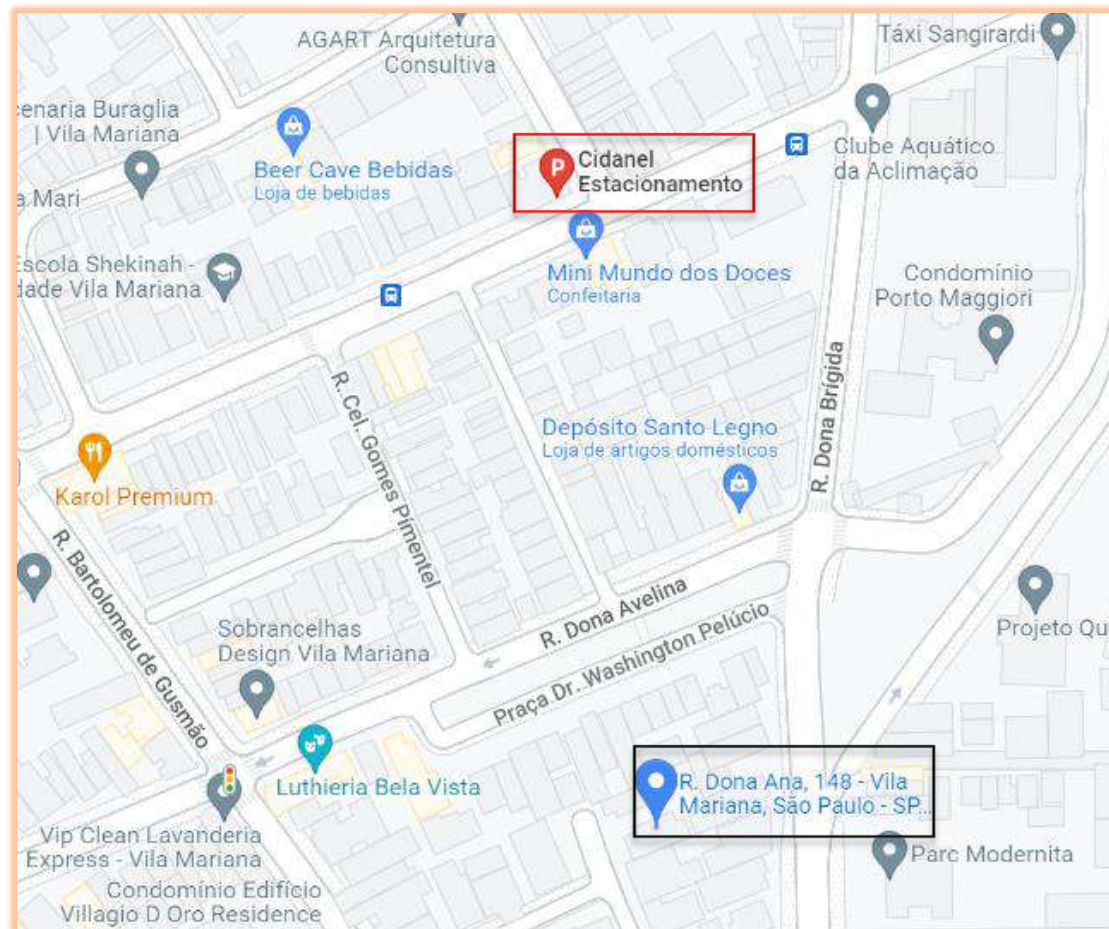 AGART Arquitetura
Consultiva
Táxi Sangirardi
cenaria Buraglia
| Vila Mariana
Beer Cave Bebidas
Loja de bebidas
P
Cidanel
Estacionamento
Clube Aquático
da Aclimação
a Mari
Escola Shekinah -
dade Vila Mariana
Mini Mundo dos Doces
Confeitaria
Condomínio
Porto Maggiori
R. Cel. Gomes Pimentel
R. Dona Brígida
Depósito Santo Legno
Loja de artigos domésticos
Karol Premium
R. Bartolomeu de Gusmão
R. Dona Avelina
Praça Dr. Washington Pelúcio
Projeto Qu
Sobrancelhas
Design Vila Mariana
Luthieria Bela Vista
R. Dona Ana, 148 - Vila
Mariana, São Paulo - SP...
Vip Clean Lavanderia
Express - Vila Mariana
Parc Modernita
Condomínio Edifício
Villagio D Oro Residence